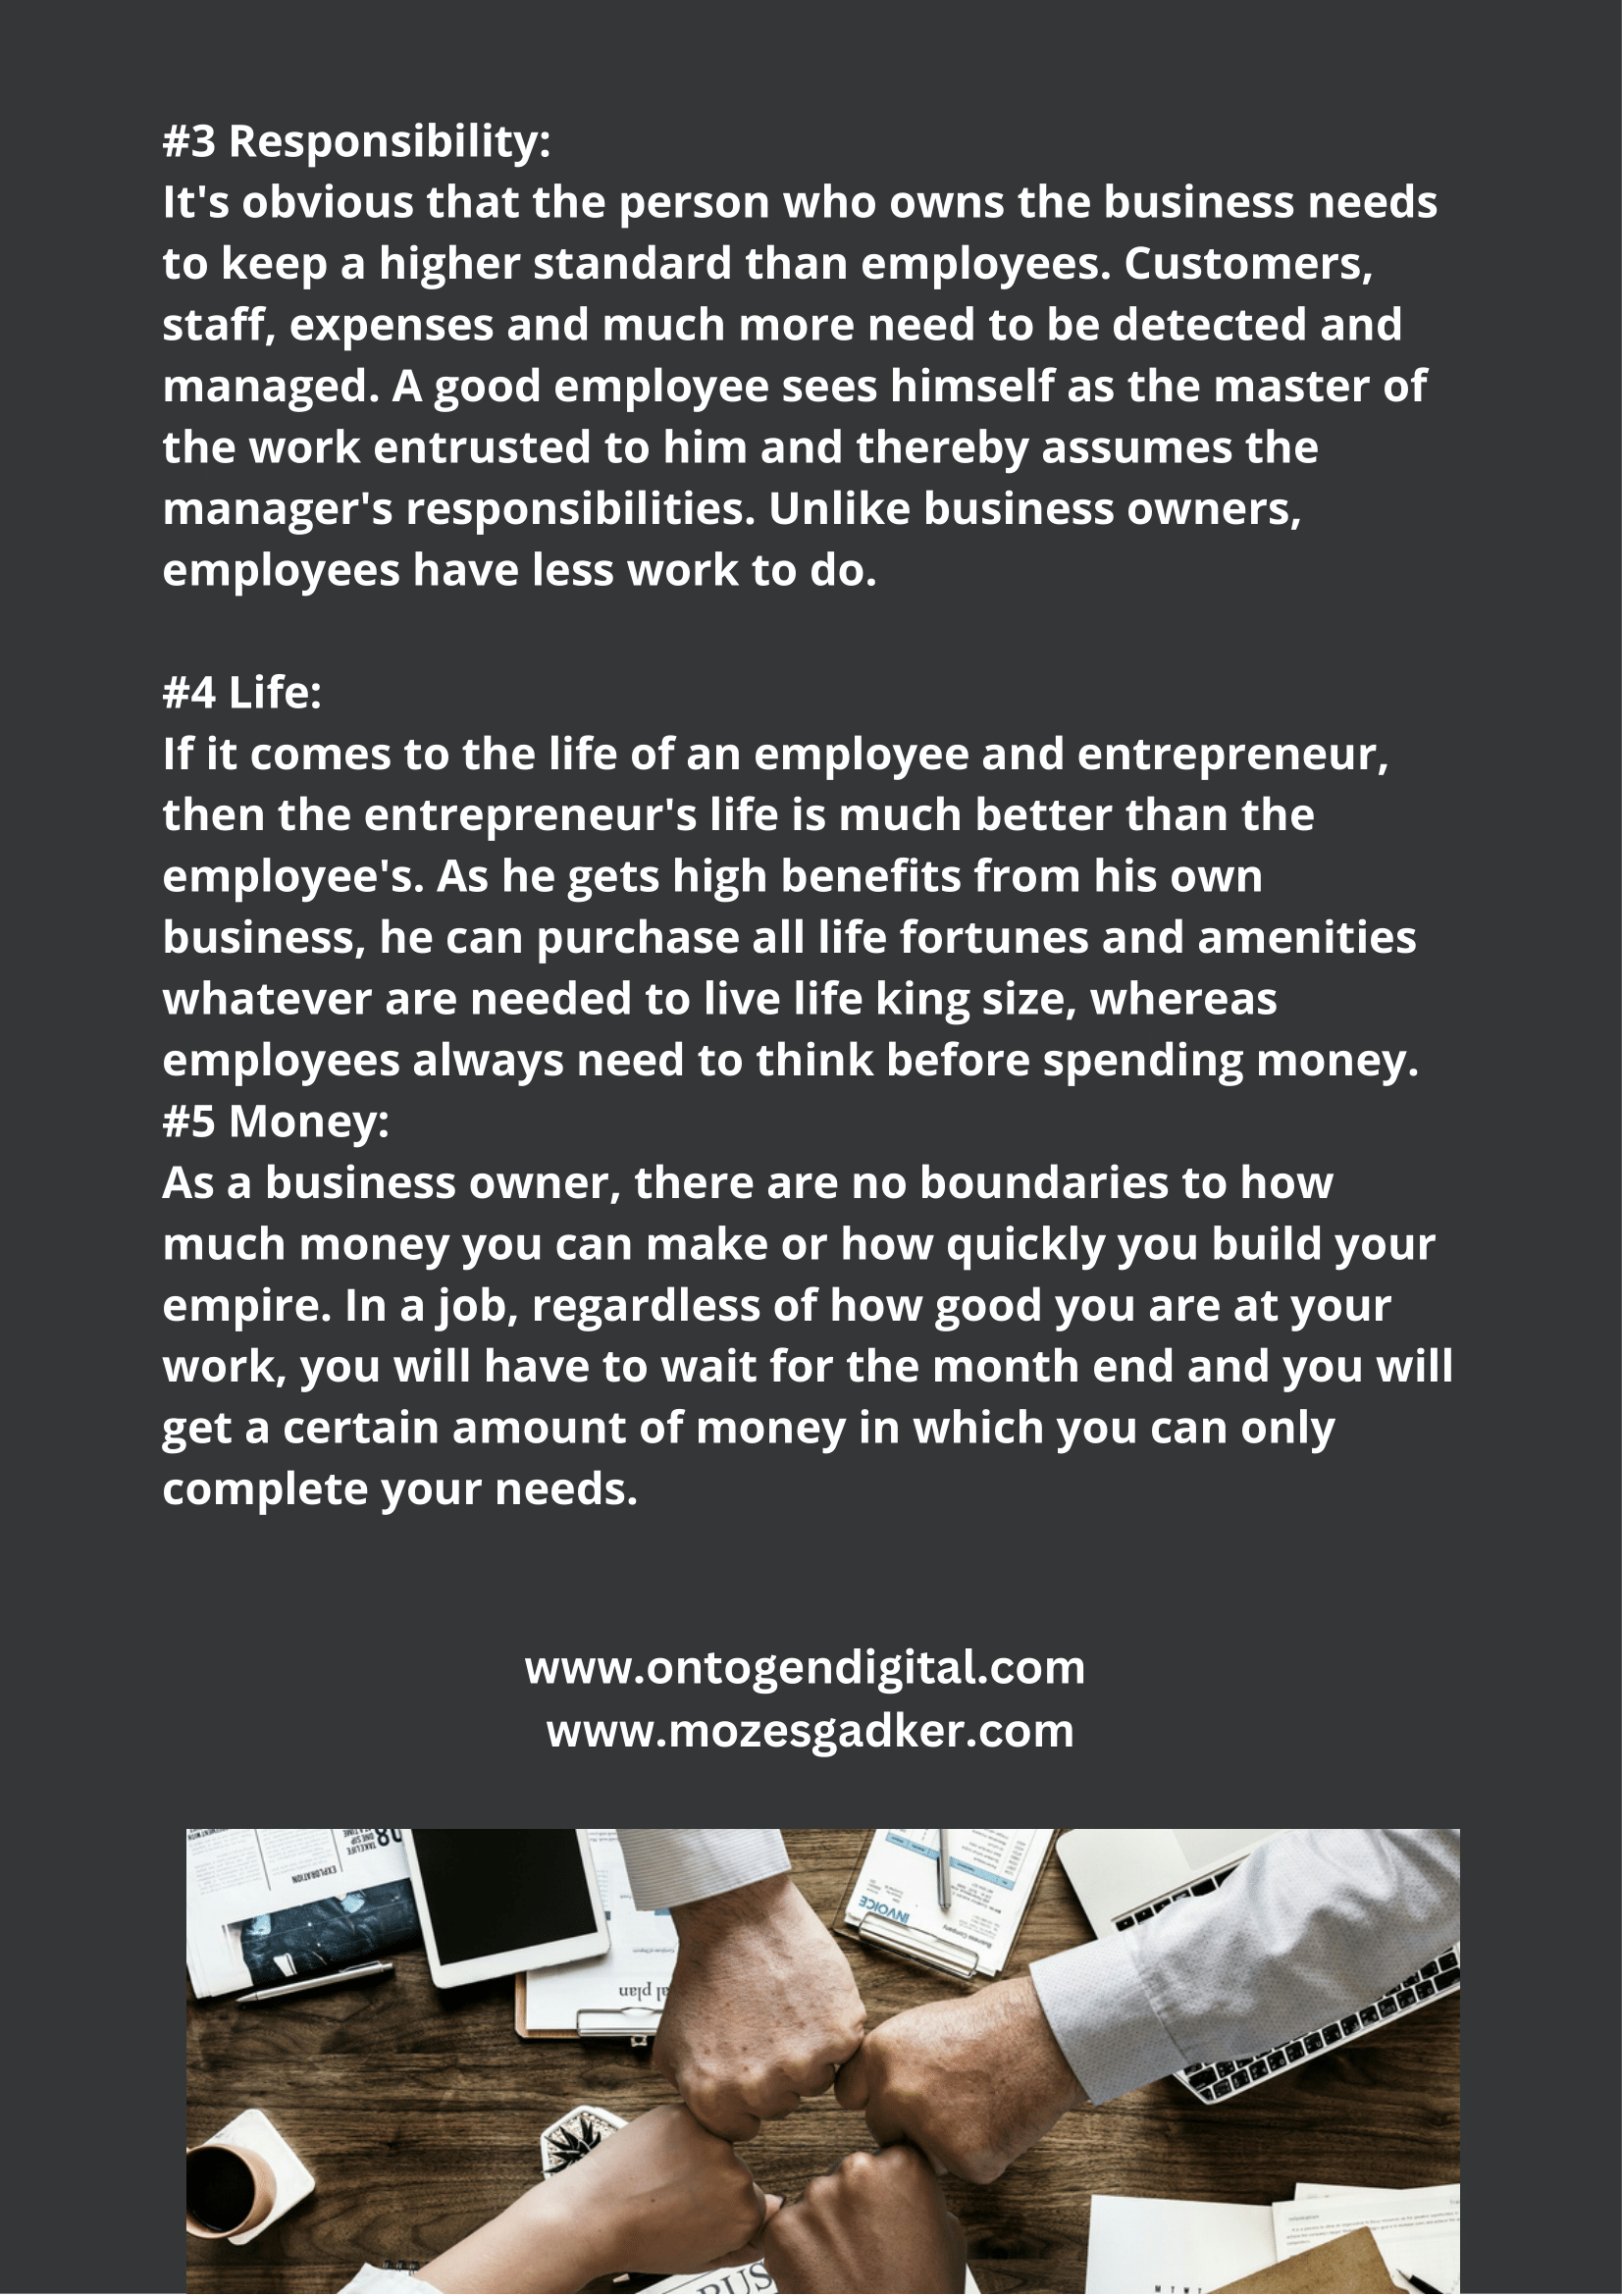 #3 Responsibility:
It's obvious that the person who owns the business needs
to keep a higher standard than employees. Customers,
staff, expenses and much more need to be detected and
managed. A good employee sees himself as the master of
the work entrusted to him and thereby assumes the
manager's responsibilities. Unlike business owners,
employees have less work to do.
#4 Life:
If it comes to the life of an employee and entrepreneur,
then the entrepreneur's life is much better than the
employee's. As he gets high benefits from his own
business, he can purchase all life fortunes and amenities
whatever are needed to live life king size, whereas
employees always need to think before spending money.
#5 Money:
As a business owner, there are no boundaries to how
much money you can make or how quickly you build your
empire. In a job, regardless of how good you are at your
work, you will have to wait for the month end and you will
get a certain amount of money in which you can only
complete your needs.
www.ontogendigital.com
www.mozesgadker.com
EXPLORATION
INVOICE
Business Company
al plan